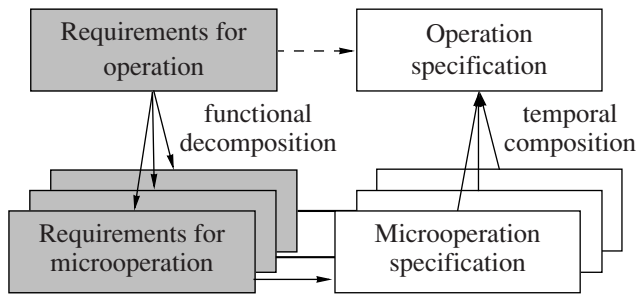 Requirements for
operation
Operation
specification
functional
decomposition
temporal
composition
Requirements for
microoperation
Microoperation
specification